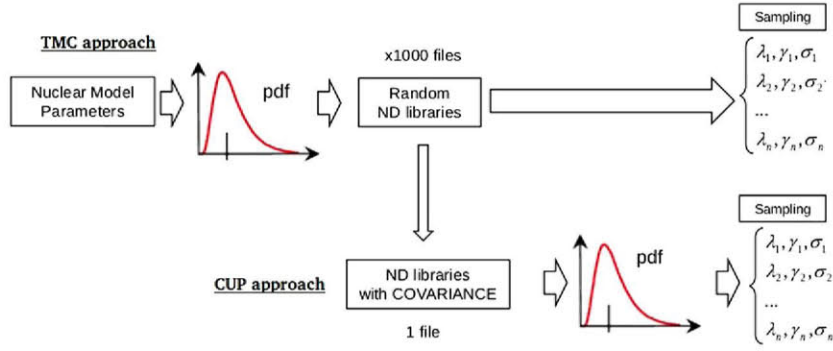 TMC approach
Nuclear Model
Parameters
pdf
x1000 files
Random
ND libraries
Sampling
λ₁,γ₁,σ₁
λ₂,γ₂,σ₂
...
λₙ,γₙ,σₙ
CUP approach
ND libraries
with COVARIANCE
1 file
pdf
Sampling
λ₁,γ₁,σ₁
λ₂,γ₂,σ₂
...
λₙ,γₙ,σₙ